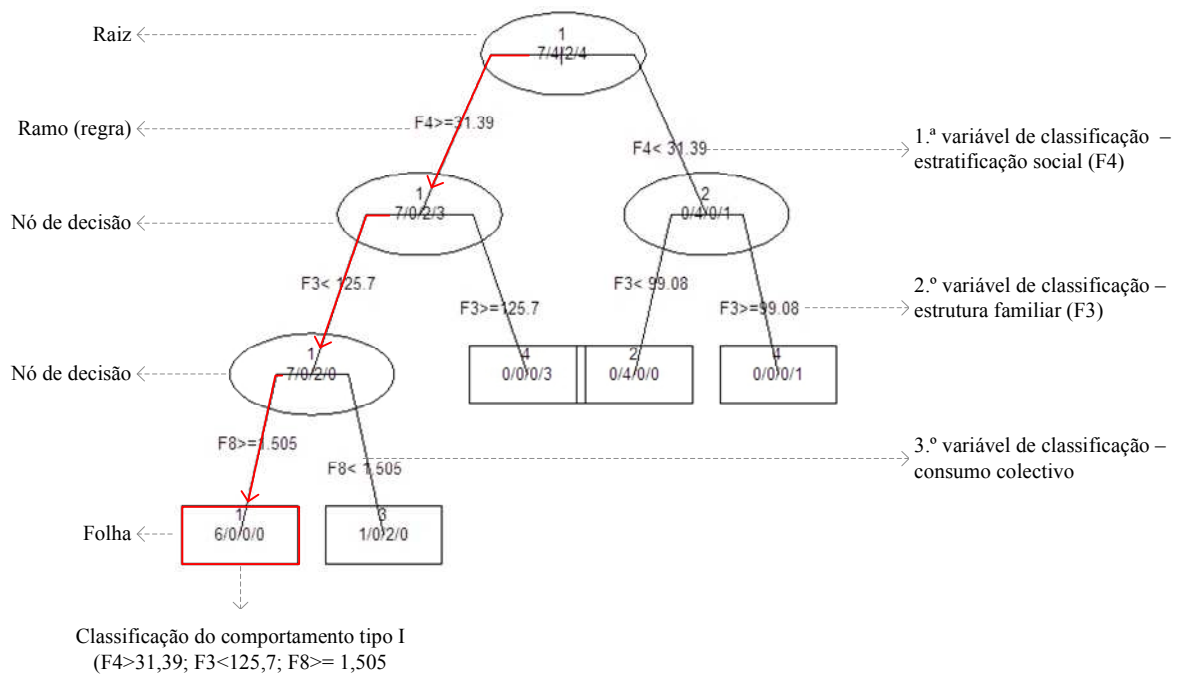 Raiz
1
7/4/2/4
Ramo (regra)
F4>=31.39
F4< 31.39
1.ª variável de classificação –
estratificação social (F4)
Nó de decisão
1
7/0/2/3
2
0/4/0/1
F3< 125.7
F3>=125.7
F3< 99.08
F3>=99.08
2.º variável de classificação –
estrutura familiar (F3)
Nó de decisão
1
7/0/2/0
4
0/0/0/3
2
0/4/0/0
4
0/0/0/1
F8>=1.505
F8< 1.505
3.º variável de classificação –
consumo colectivo
Folha
1
6/0/0/0
3
1/0/2/0
Classificação do comportamento tipo I
(F4>31,39; F3<125,7; F8>= 1,505